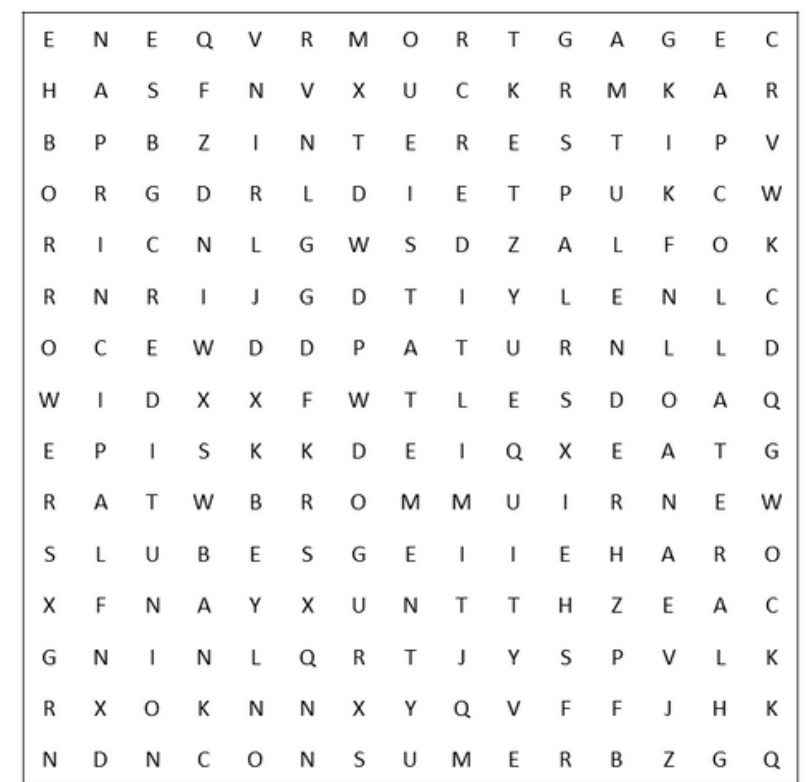 E N E Q V R M O R T G A G E C
H A S F N V X U C K R M K A R
B P B Z I N T E R E S T I P V
O R G D R L D I E T P U K C W
R I C N L G W S D Z A L F O K
R N R I J G D T I Y L E N L C
O C E W D D P A T U R N L L D
W I D X X F W T L E S D O A Q
E P I S K K D E I Q X E A T G
R A T W B R O M M U I R N E W
S L U B E S G E I I E H A R O
X F N A Y X U N T T H Z E A C
G N I N L Q R T J Y S P V L K
R X O K N N X Y Q V F F J H K
N D N C O N S U M E R B Z G Q